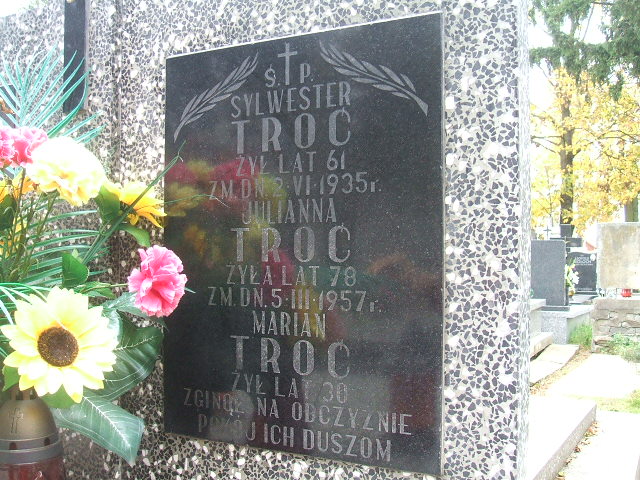 Ś. † P.
SYLWESTER
TROĆ
ŻYŁ LAT 61
ZM. DN. 5·VI·1935 r.
JULIANNA
TROĆ
ŻYŁA LAT 78
ZM. DN. 5·III·1957 r.
MARIAN
TROĆ
ŻYŁ LAT 30
ZGINĄŁ NA OBCZYŹNIE
POKÓJ ICH DUSZOM